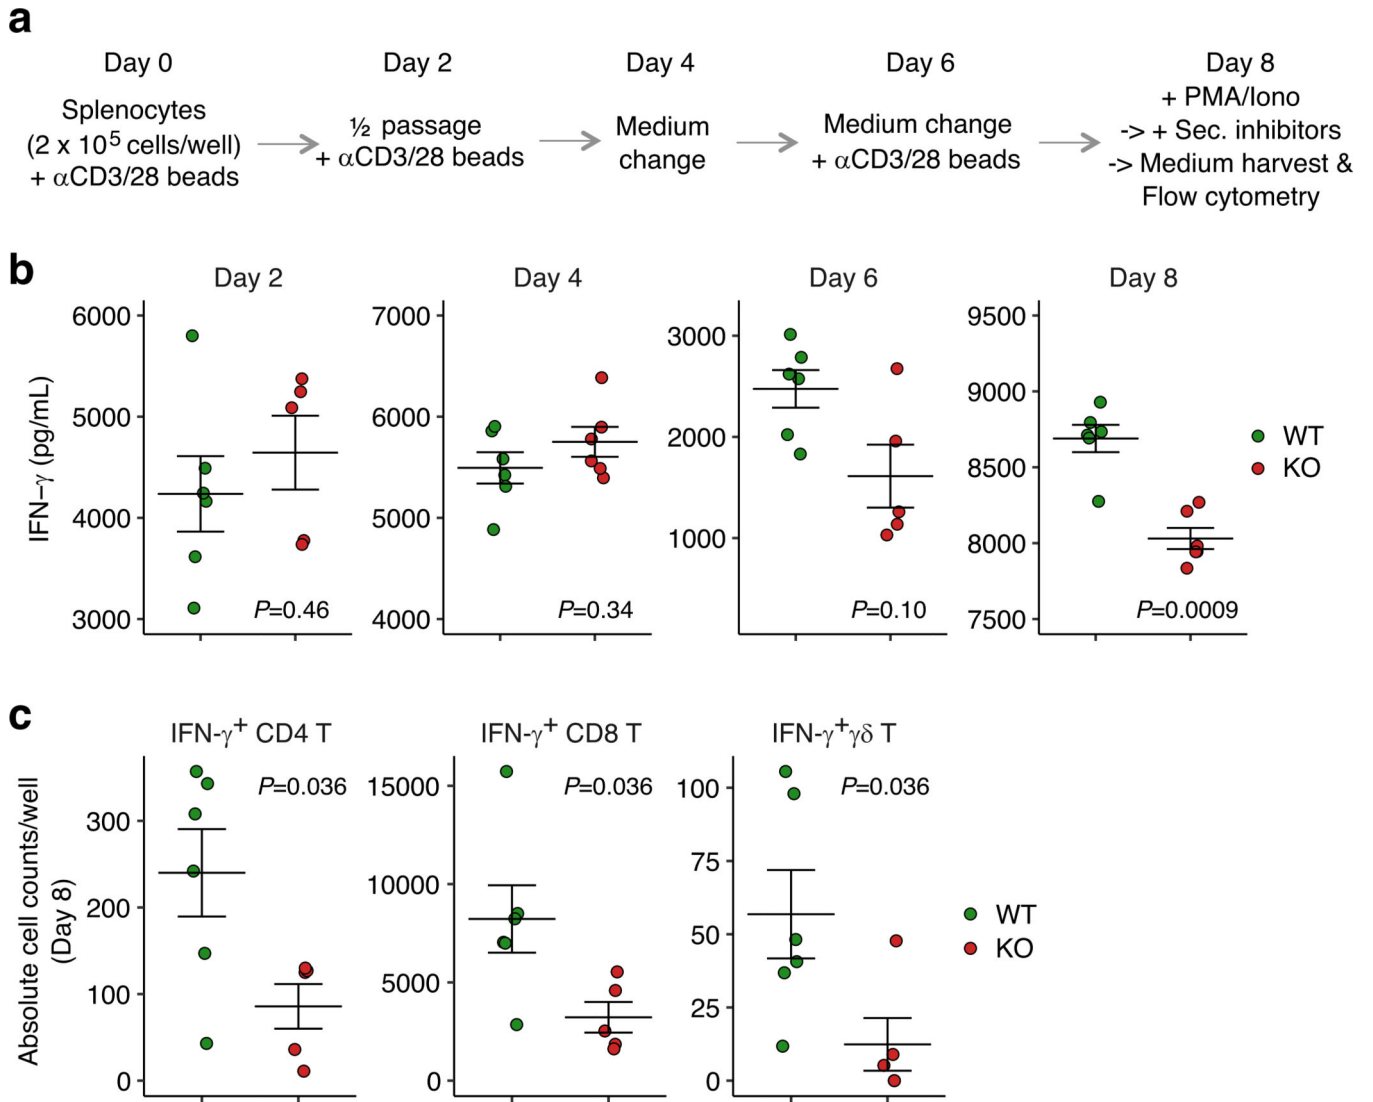 a
Day 0
Day 2
Day 4
Day 6
Day 8
Splenocytes
(2 x 10⁵ cells/well)
+ αCD3/28 beads
½ passage
+ αCD3/28 beads
Medium
change
Medium change
+ αCD3/28 beads
+ PMA/Iono
-> + Sec. inhibitors
-> Medium harvest &
Flow cytometry
b
Day 2
Day 4
Day 6
Day 8
IFN−γ (pg/mL)
6000
5000
4000
3000
P=0.46
7000
6000
5000
4000
P=0.34
3000
2000
1000
P=0.10
9500
9000
8500
8000
7500
P=0.0009
WT
KO
c
IFN-γ⁺ CD4 T
IFN-γ⁺ CD8 T
IFN-γ⁺γδ T
Absolute cell counts/well
(Day 8)
300
200
100
0
P=0.036
15000
10000
5000
0
P=0.036
100
75
50
25
0
P=0.036
WT
KO